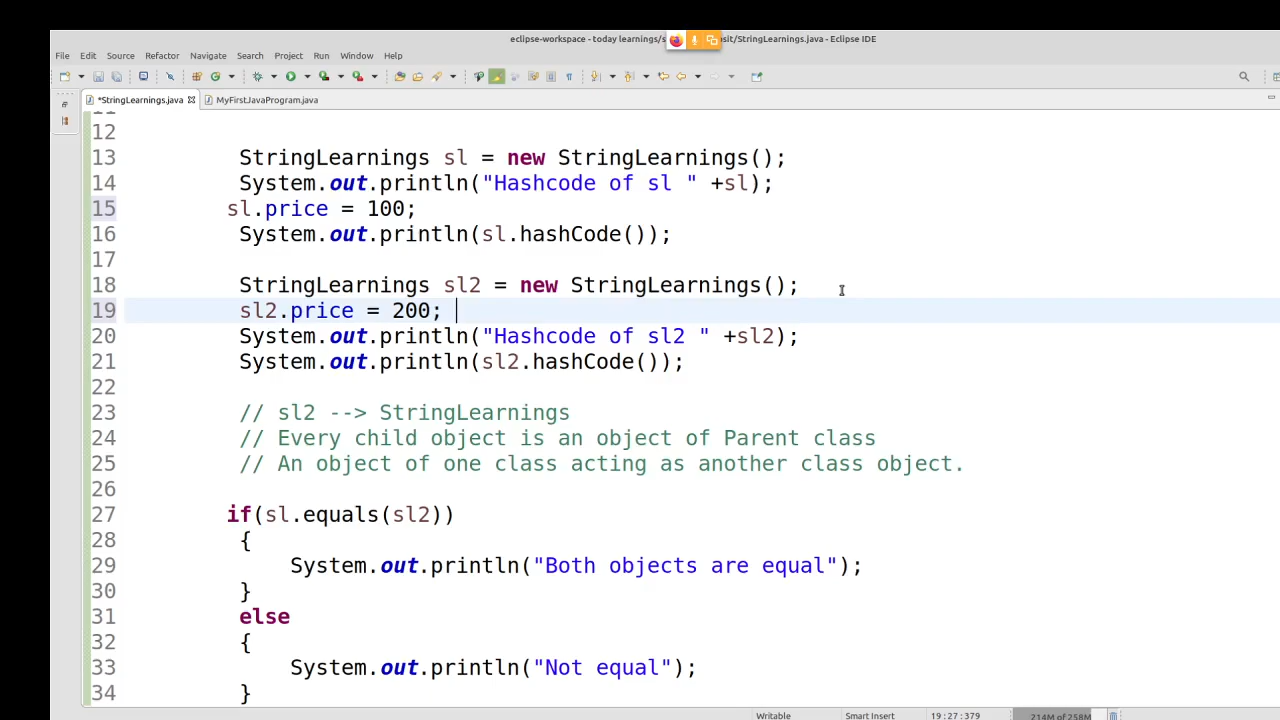 eclipse-workspace - today learnings/s sit/StringLearnings.java - Eclipse IDE
File Edit Source Refactor Navigate Search Project Run Window Help
*StringLearnings.java MyFirstJavaProgram.java
12
13 StringLearnings sl = new StringLearnings();
14 System.out.println("Hashcode of sl " +sl);
15 sl.price = 100;
16 System.out.println(sl.hashCode());
17
18 StringLearnings sl2 = new StringLearnings();
19 sl2.price = 200;
20 System.out.println("Hashcode of sl2 " +sl2);
21 System.out.println(sl2.hashCode());
22
23 // sl2 --> StringLearnings
24 // Every child object is an object of Parent class
25 // An object of one class acting as another class object.
26
27 if(sl.equals(sl2))
28 {
29 System.out.println("Both objects are equal");
30 }
31 else
32 {
33 System.out.println("Not equal");
34 }
Writable Smart Insert 19:27:379 214M of 258M